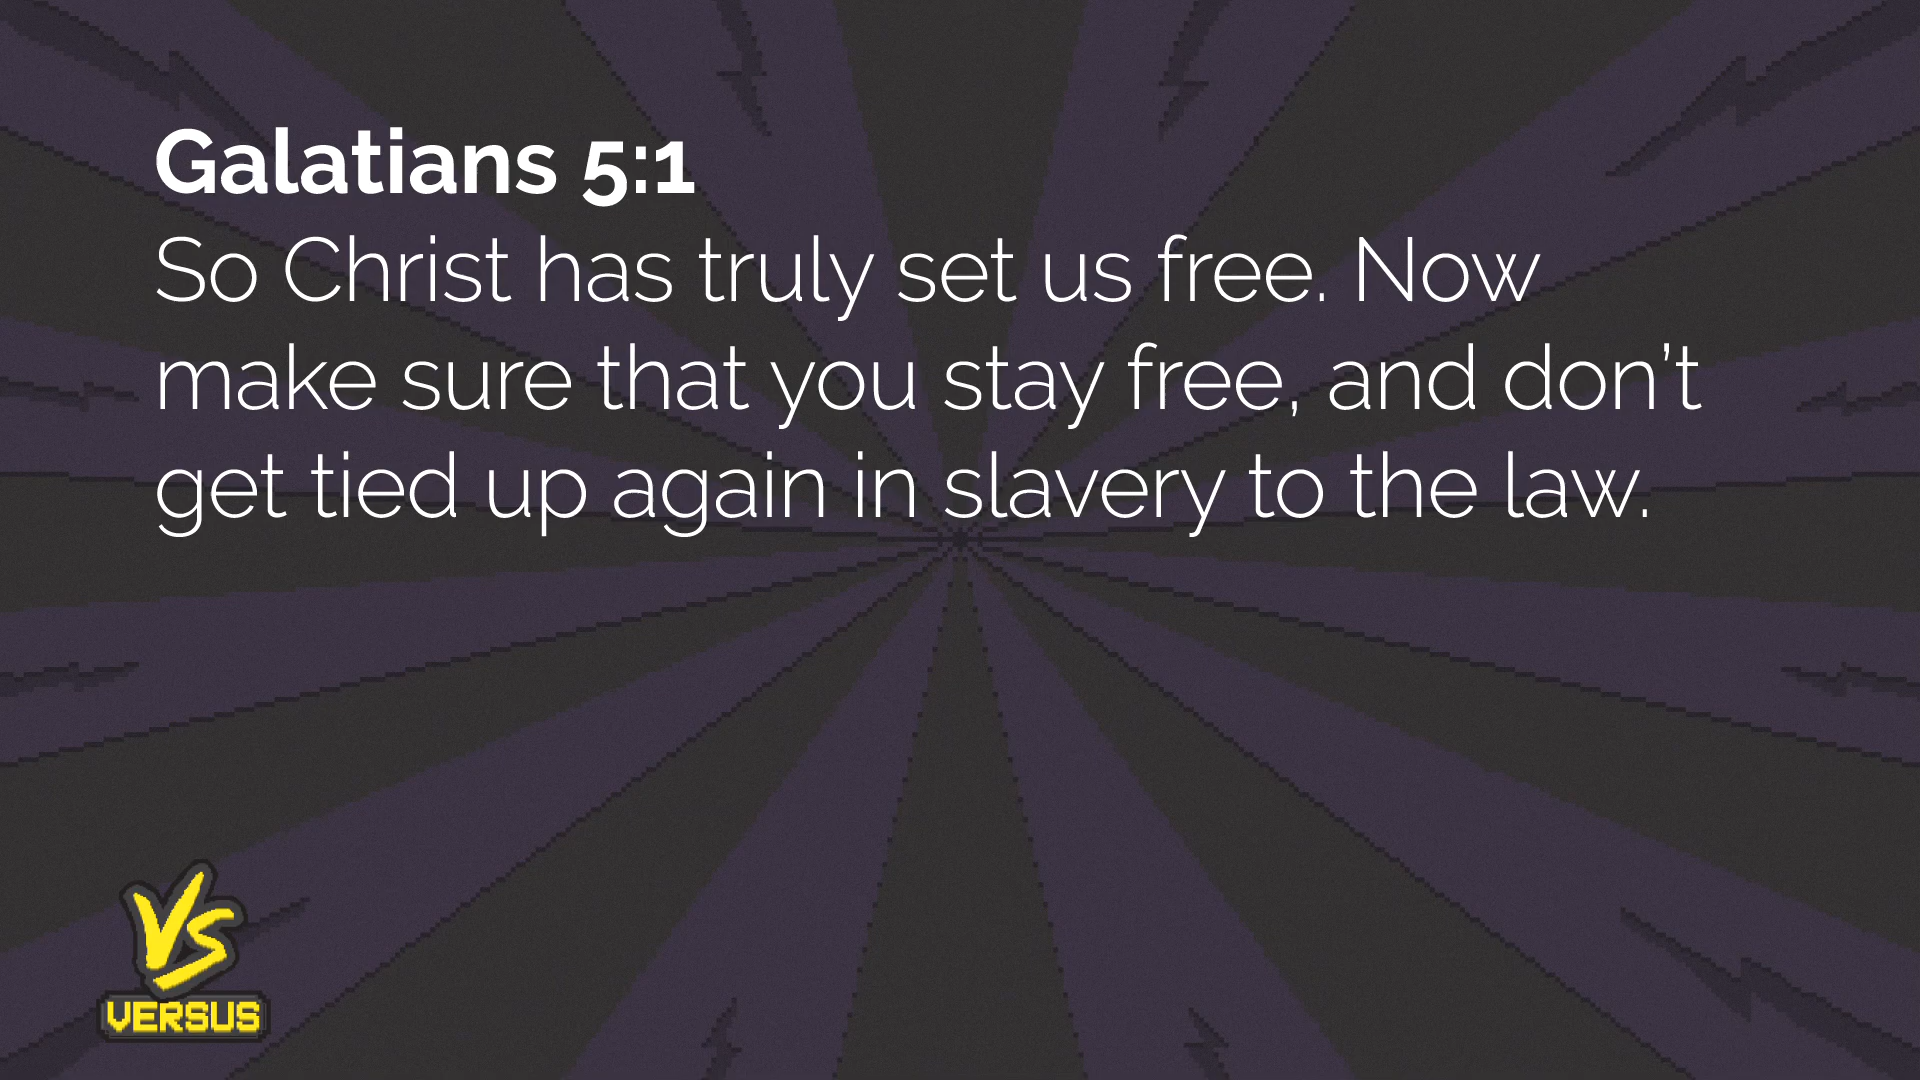 Galatians 5:1
So Christ has truly set us free. Now
make sure that you stay free, and don’t
get tied up again in slavery to the law.
Vs
VERSUS